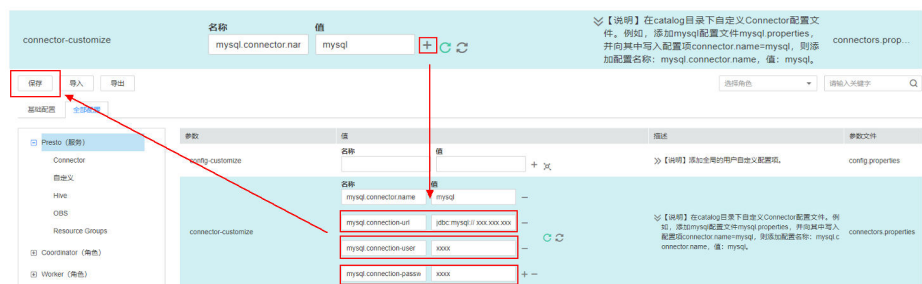 connector-customize
名称
值
mysql.connector.nar
mysql
【说明】在catalog目录下自定义Connector配置文
件。例如，添加mysql配置文件mysql.properties,
并向其中写入配置项connector.name=mysql，则添
加配置名称：mysql.connector.name，值：mysql。
connectors.prop...
保存
导入
导出
选择角色
请输入关键字
基础配置
全部配置
Presto（服务）
Connector
自定义
Hive
OBS
Resource Groups
Coordinator（角色）
Worker（角色）
参数
值
描述
参数文件
名称
值
config-customize
【说明】添加全局的用户自定义配置项。
config.properties
名称
值
mysql.connector.name
mysql
mysql.connection-url
jdbc:mysql:// xxx.xxx.xxx
connector-customize
【说明】在catalog目录下自定义Connector配置文件。例
如，添加mysql配置文件mysql.properties，并向其中写入
配置项connector.name=mysql，则添加配置名称：mysql.c
onnector.name，值：mysql。
connectors.properties
mysql.connection-user
xxxx
mysql.connection-passw
xxxx